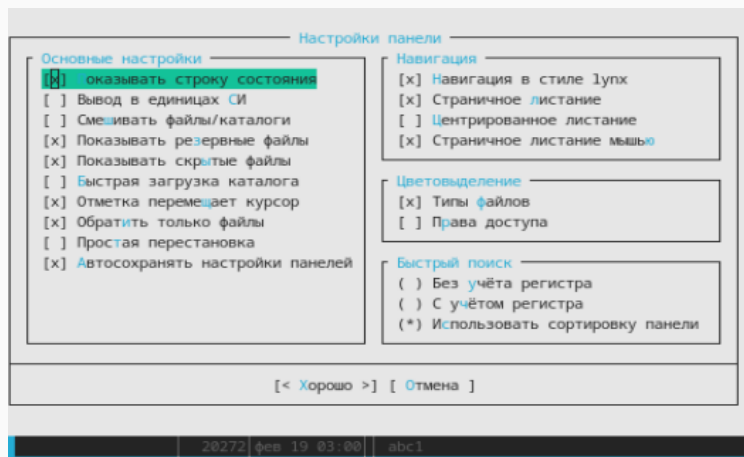 Настройки панели
Основные настройки
[x] оказывать строку состояния
[ ] Вывод в единицах СИ
[ ] Смешивать файлы/каталоги
[x] Показывать резервные файлы
[x] Показывать скрытые файлы
[ ] Быстрая загрузка каталога
[x] Отметка перемещает курсор
[x] Обратить только файлы
[ ] Простая перестановка
[x] Автосохранять настройки панелей
Навигация
[x] Навигация в стиле lynx
[x] Страничное листание
[ ] Центрированное листание
[x] Страничное листание мышью
Цветовыделение
[x] Типы файлов
[ ] Права доступа
Быстрый поиск
( ) Без учёта регистра
( ) С учётом регистра
(*) Использовать сортировку панели
[< Хорошо >] [ Отмена ]
20272 фев 19 03:00 abc1